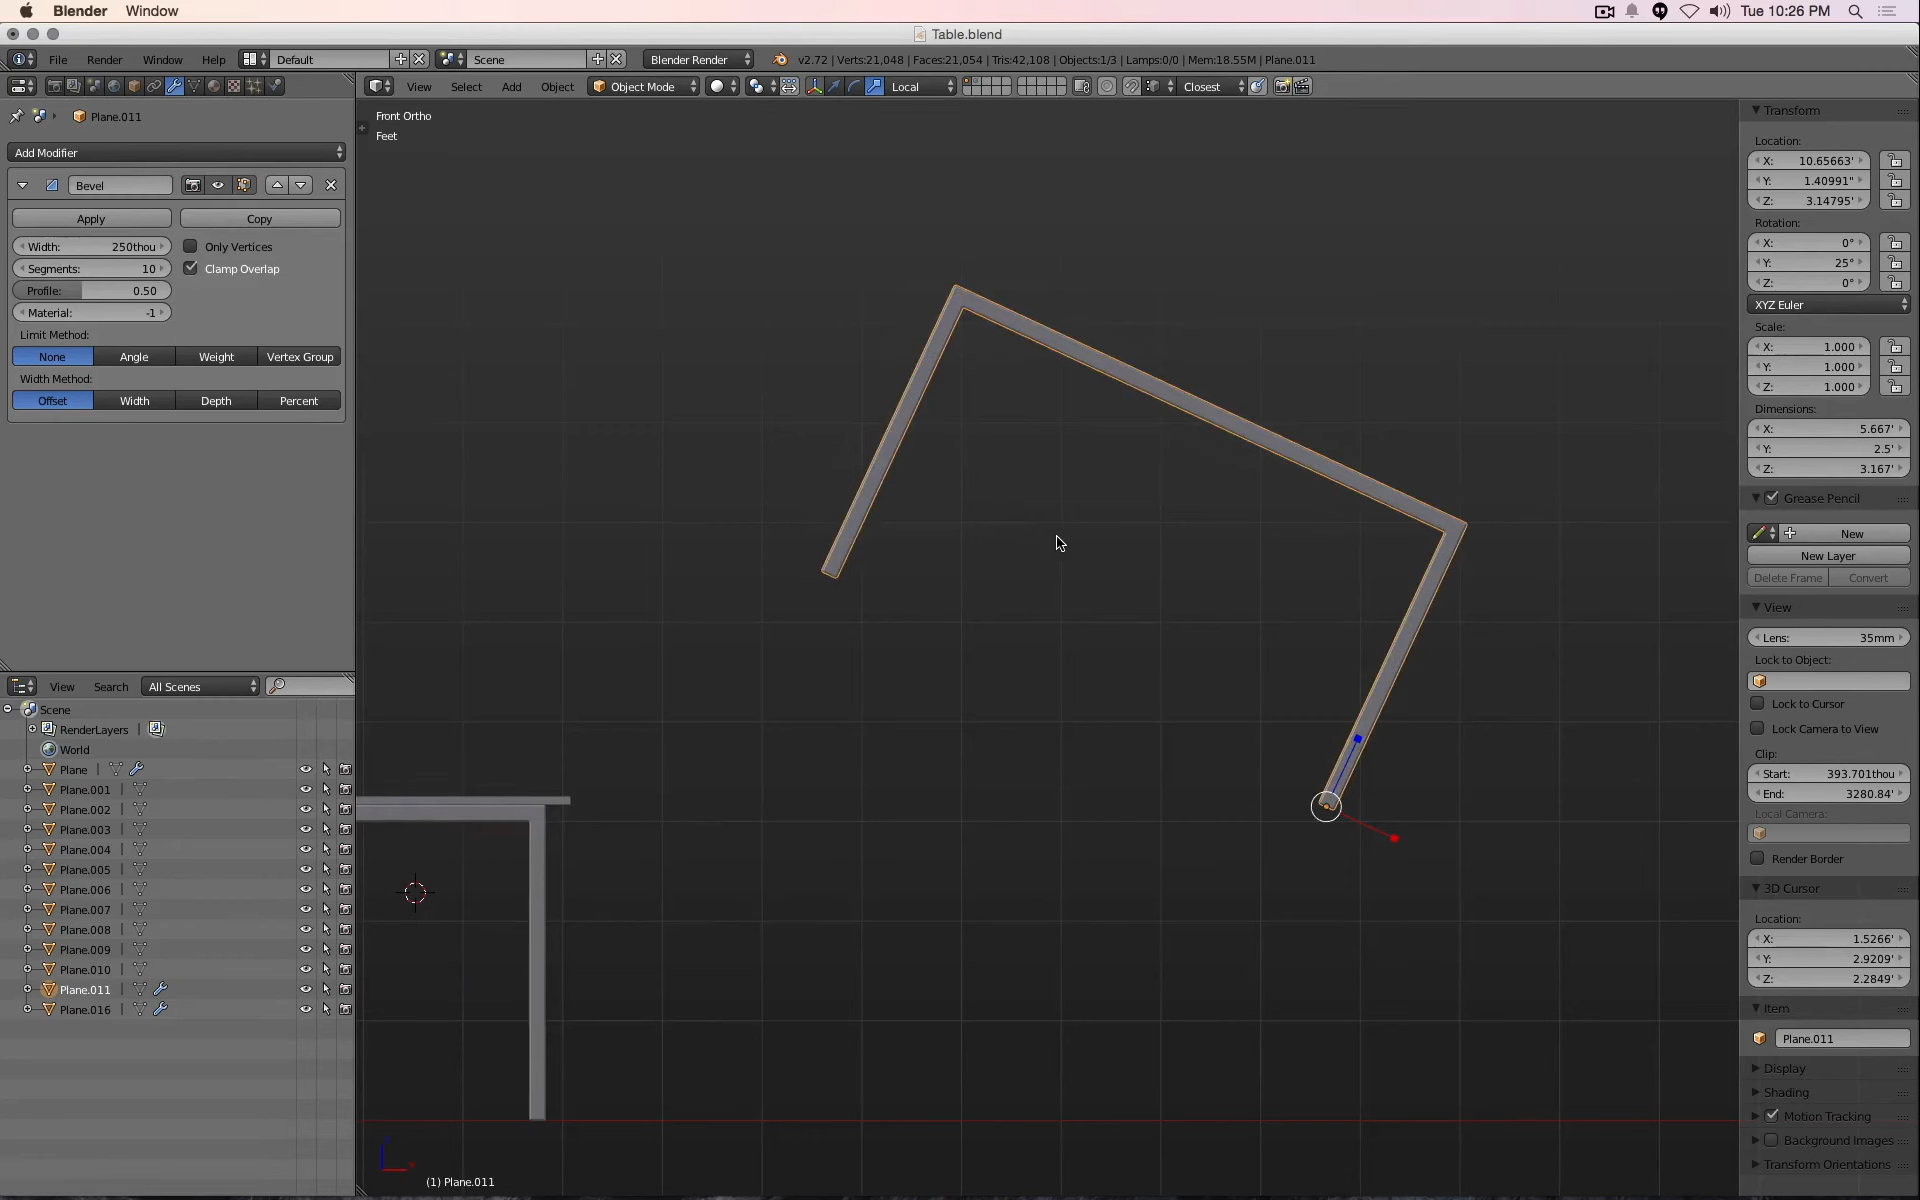 Blender Window
Tue 10:26 PM
Table.blend
File Render Window Help Default Scene Blender Render v2.72 | Verts:21,048 | Faces:21,054 | Tris:42,108 | Objects:1/3 | Lamps:0/0 | Mem:18.55M | Plane.011
View Select Add Object Object Mode Local Closest
Plane.011
Add Modifier
Bevel
Apply Copy
Width: 250thou Only Vertices
Segments: 10 Clamp Overlap
Profile: 0.50
Material: -1
Limit Method:
None Angle Weight Vertex Group
Width Method:
Offset Width Depth Percent
View Search All Scenes
Scene
RenderLayers |
World
Plane |
Plane.001 |
Plane.002 |
Plane.003 |
Plane.004 |
Plane.005 |
Plane.006 |
Plane.007 |
Plane.008 |
Plane.009 |
Plane.010 |
Plane.011 |
Plane.016 |
Front Ortho
Feet
(1) Plane.011
Transform
Location:
X: 10.65663'
Y: 1.40991"
Z: 3.14795'
Rotation:
X: 0°
Y: 25°
Z: 0°
XYZ Euler
Scale:
X: 1.000
Y: 1.000
Z: 1.000
Dimensions:
X: 5.667'
Y: 2.5'
Z: 3.167'
Grease Pencil
New
New Layer
Delete Frame Convert
View
Lens: 35mm
Lock to Object:
Lock to Cursor
Lock Camera to View
Clip:
Start: 393.701thou
End: 3280.84'
Local Camera:
Render Border
3D Cursor
Location:
X: 1.5266'
Y: 2.9209'
Z: 2.2849'
Item
Plane.011
Display
Shading
Motion Tracking
Background Images
Transform Orientations